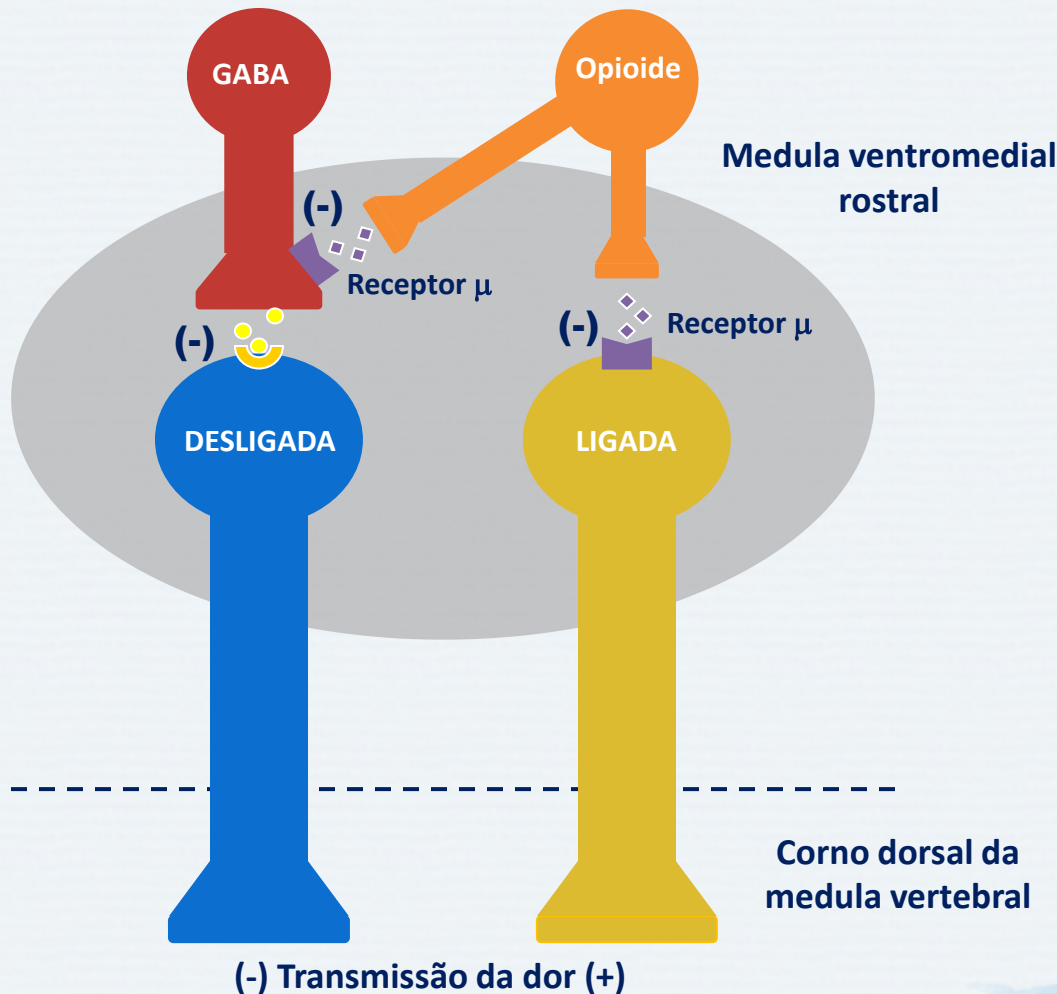 GABA
Opioide
Medula ventromedial
rostral
(-)
Receptor μ
(-)
(-)
Receptor μ
DESLIGADA
LIGADA
Corno dorsal da
medula vertebral
(-) Transmissão da dor (+)